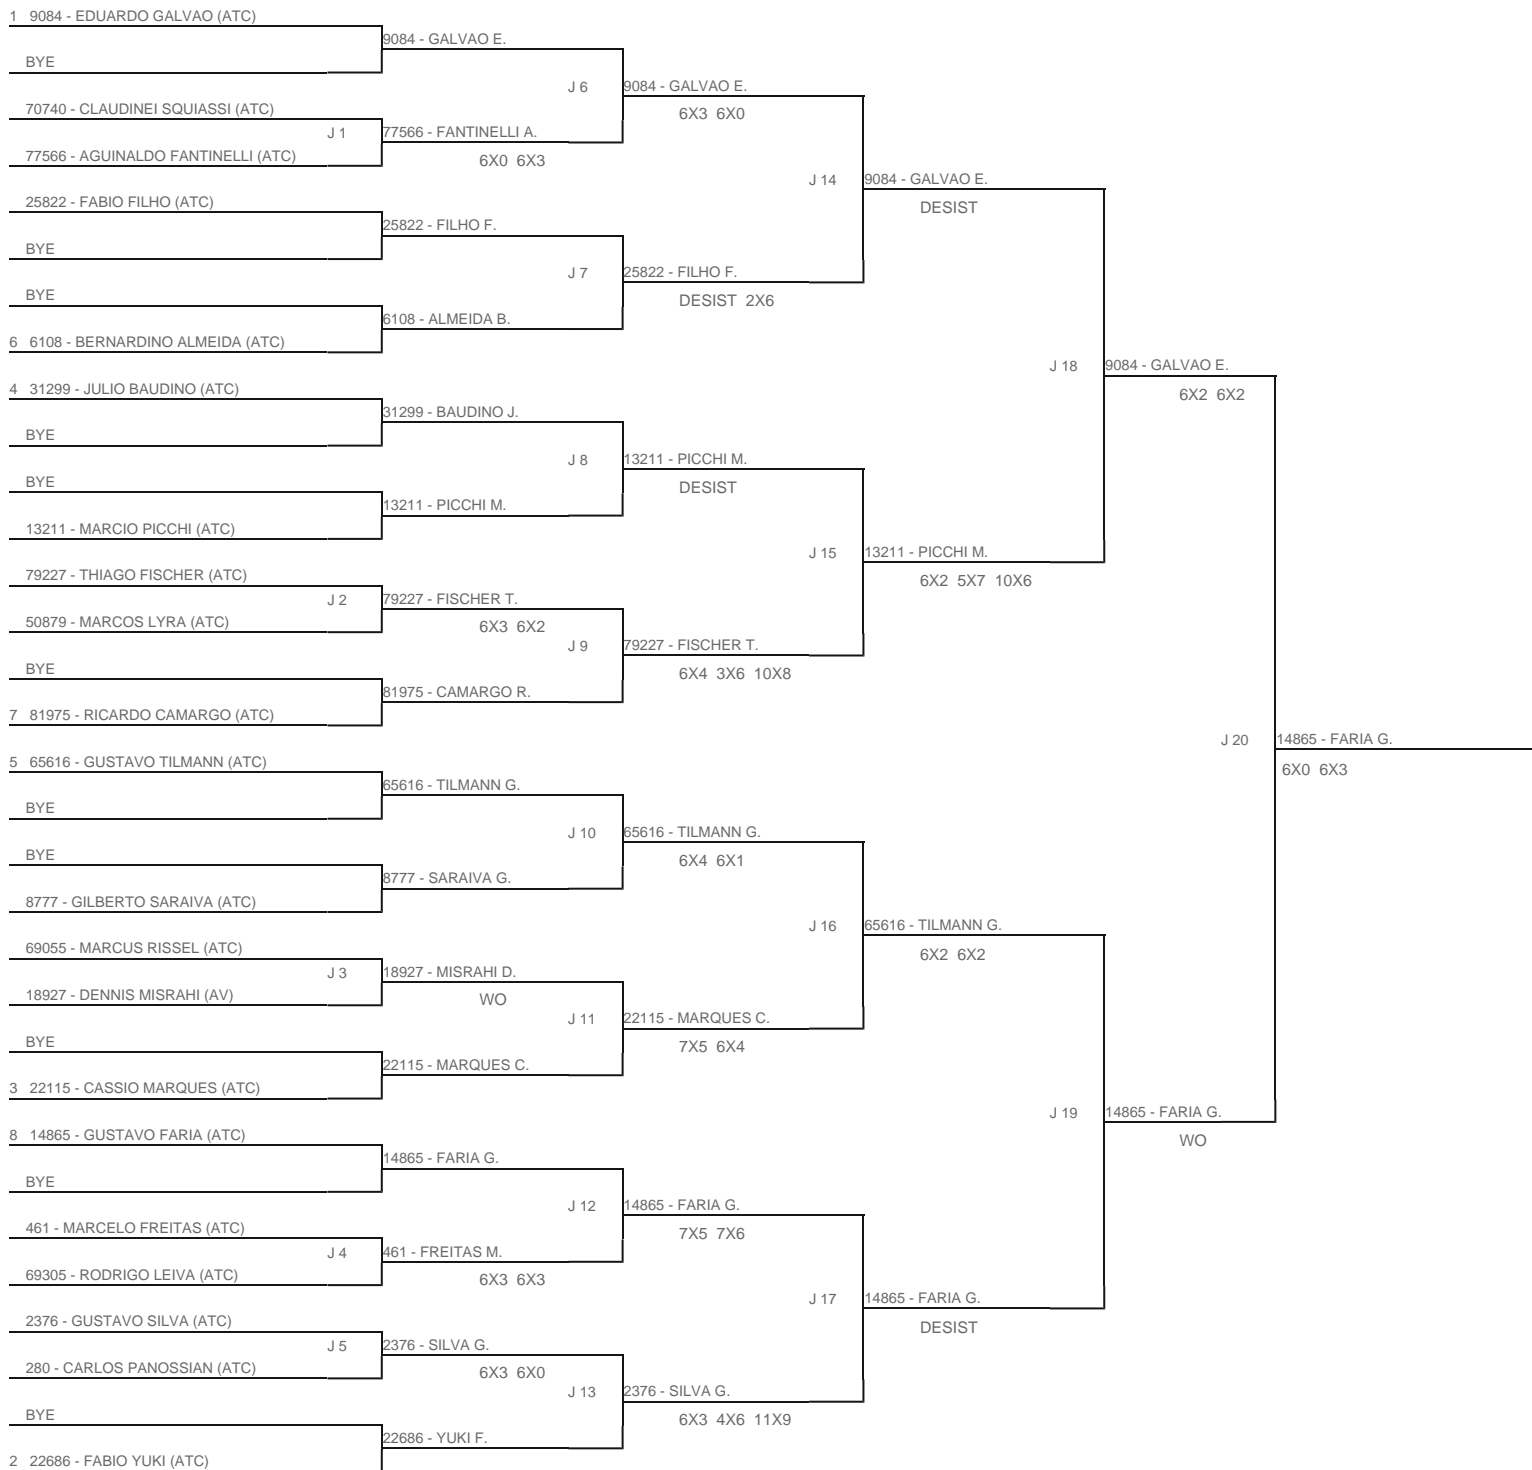 1 9084 - EDUARDO GALVAO (ATC)
9084 - GALVAO E.
BYE
J 6
9084 - GALVAO E.
6X3 6X0
70740 - CLAUDINEI SQUIASSI (ATC)
J 1
77566 - FANTINELLI A.
6X0 6X3
77566 - AGUINALDO FANTINELLI (ATC)
J 14
9084 - GALVAO E.
DESIST
25822 - FABIO FILHO (ATC)
25822 - FILHO F.
BYE
J 7
25822 - FILHO F.
DESIST 2X6
BYE
6108 - ALMEIDA B.
6 6108 - BERNARDINO ALMEIDA (ATC)
J 18
9084 - GALVAO E.
6X2 6X2
4 31299 - JULIO BAUDINO (ATC)
31299 - BAUDINO J.
BYE
J 8
13211 - PICCHI M.
DESIST
BYE
13211 - PICCHI M.
13211 - MARCIO PICCHI (ATC)
J 15
13211 - PICCHI M.
6X2 5X7 10X6
79227 - THIAGO FISCHER (ATC)
J 2
79227 - FISCHER T.
6X3 6X2
50879 - MARCOS LYRA (ATC)
J 9
79227 - FISCHER T.
6X4 3X6 10X8
BYE
81975 - CAMARGO R.
7 81975 - RICARDO CAMARGO (ATC)
J 20
14865 - FARIA G.
6X0 6X3
5 65616 - GUSTAVO TILMANN (ATC)
65616 - TILMANN G.
BYE
J 10
65616 - TILMANN G.
6X4 6X1
BYE
8777 - SARAIVA G.
8777 - GILBERTO SARAIVA (ATC)
J 16
65616 - TILMANN G.
6X2 6X2
69055 - MARCUS RISSEL (ATC)
J 3
18927 - MISRAHI D.
WO
18927 - DENNIS MISRAHI (AV)
J 11
22115 - MARQUES C.
7X5 6X4
BYE
22115 - MARQUES C.
3 22115 - CASSIO MARQUES (ATC)
J 19
14865 - FARIA G.
WO
8 14865 - GUSTAVO FARIA (ATC)
14865 - FARIA G.
BYE
J 12
14865 - FARIA G.
7X5 7X6
461 - MARCELO FREITAS (ATC)
J 4
461 - FREITAS M.
6X3 6X3
69305 - RODRIGO LEIVA (ATC)
J 17
14865 - FARIA G.
DESIST
2376 - GUSTAVO SILVA (ATC)
J 5
2376 - SILVA G.
6X3 6X0
280 - CARLOS PANOSSIAN (ATC)
J 13
2376 - SILVA G.
6X3 4X6 11X9
BYE
22686 - YUKI F.
2 22686 - FABIO YUKI (ATC)